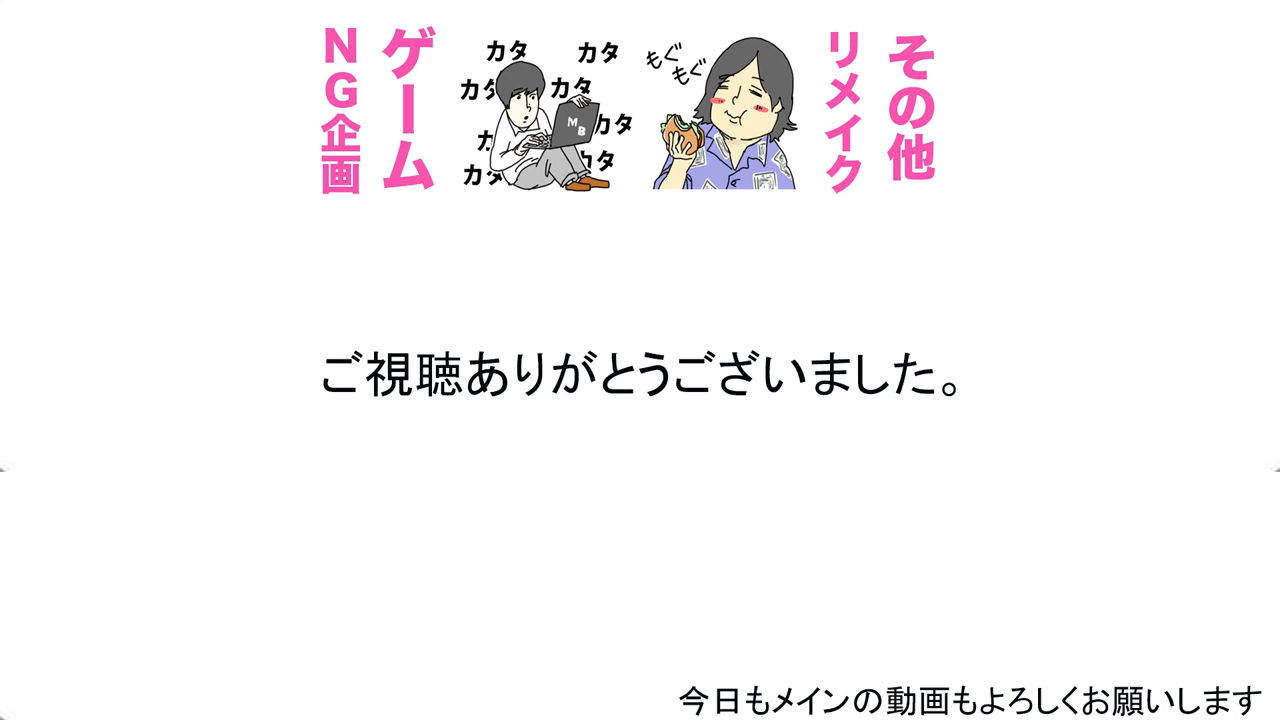 ゲーム
NG企画
カタ
カタ
カタ
カタ
カタ
カタ
カタ
MB
もぐ
もぐ
その他
リメイク
ご視聴ありがとうございました。
今日もメインの動画もよろしくお願いします